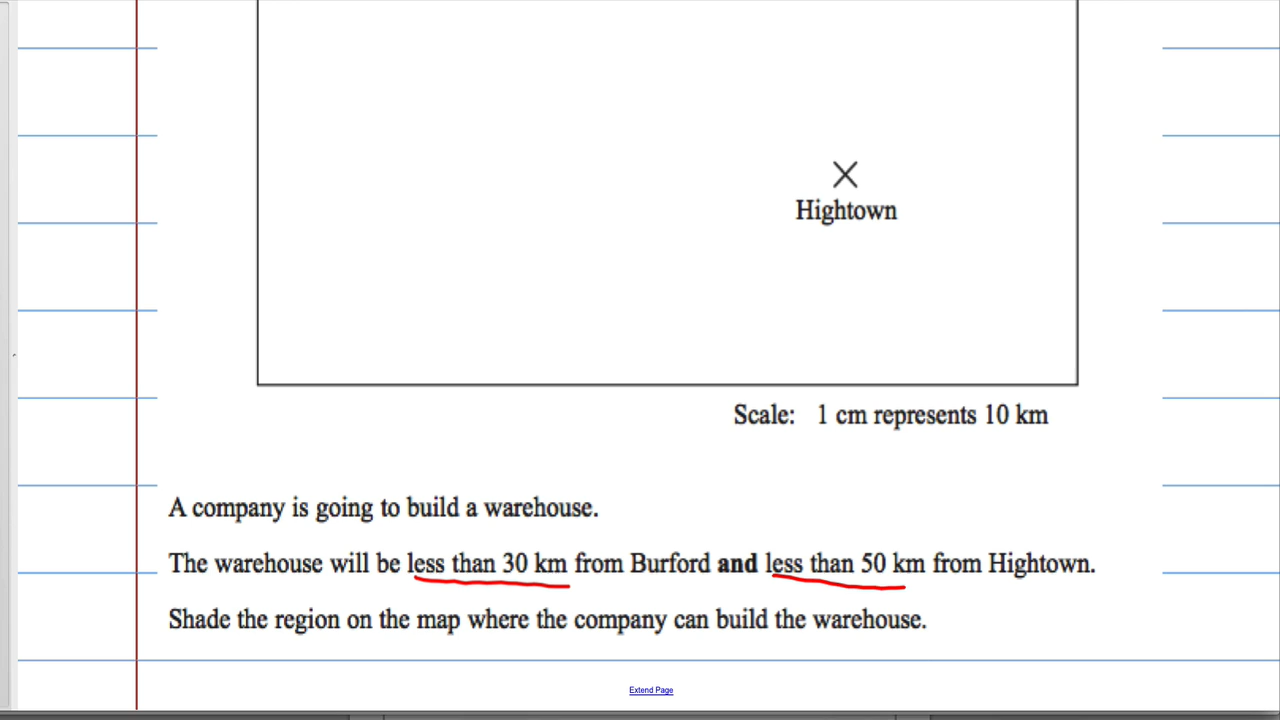 Hightown
Scale: 1 cm represents 10 km
A company is going to build a warehouse.
The warehouse will be less than 30 km from Burford and less than 50 km from Hightown.
Shade the region on the map where the company can build the warehouse.
Extend Page